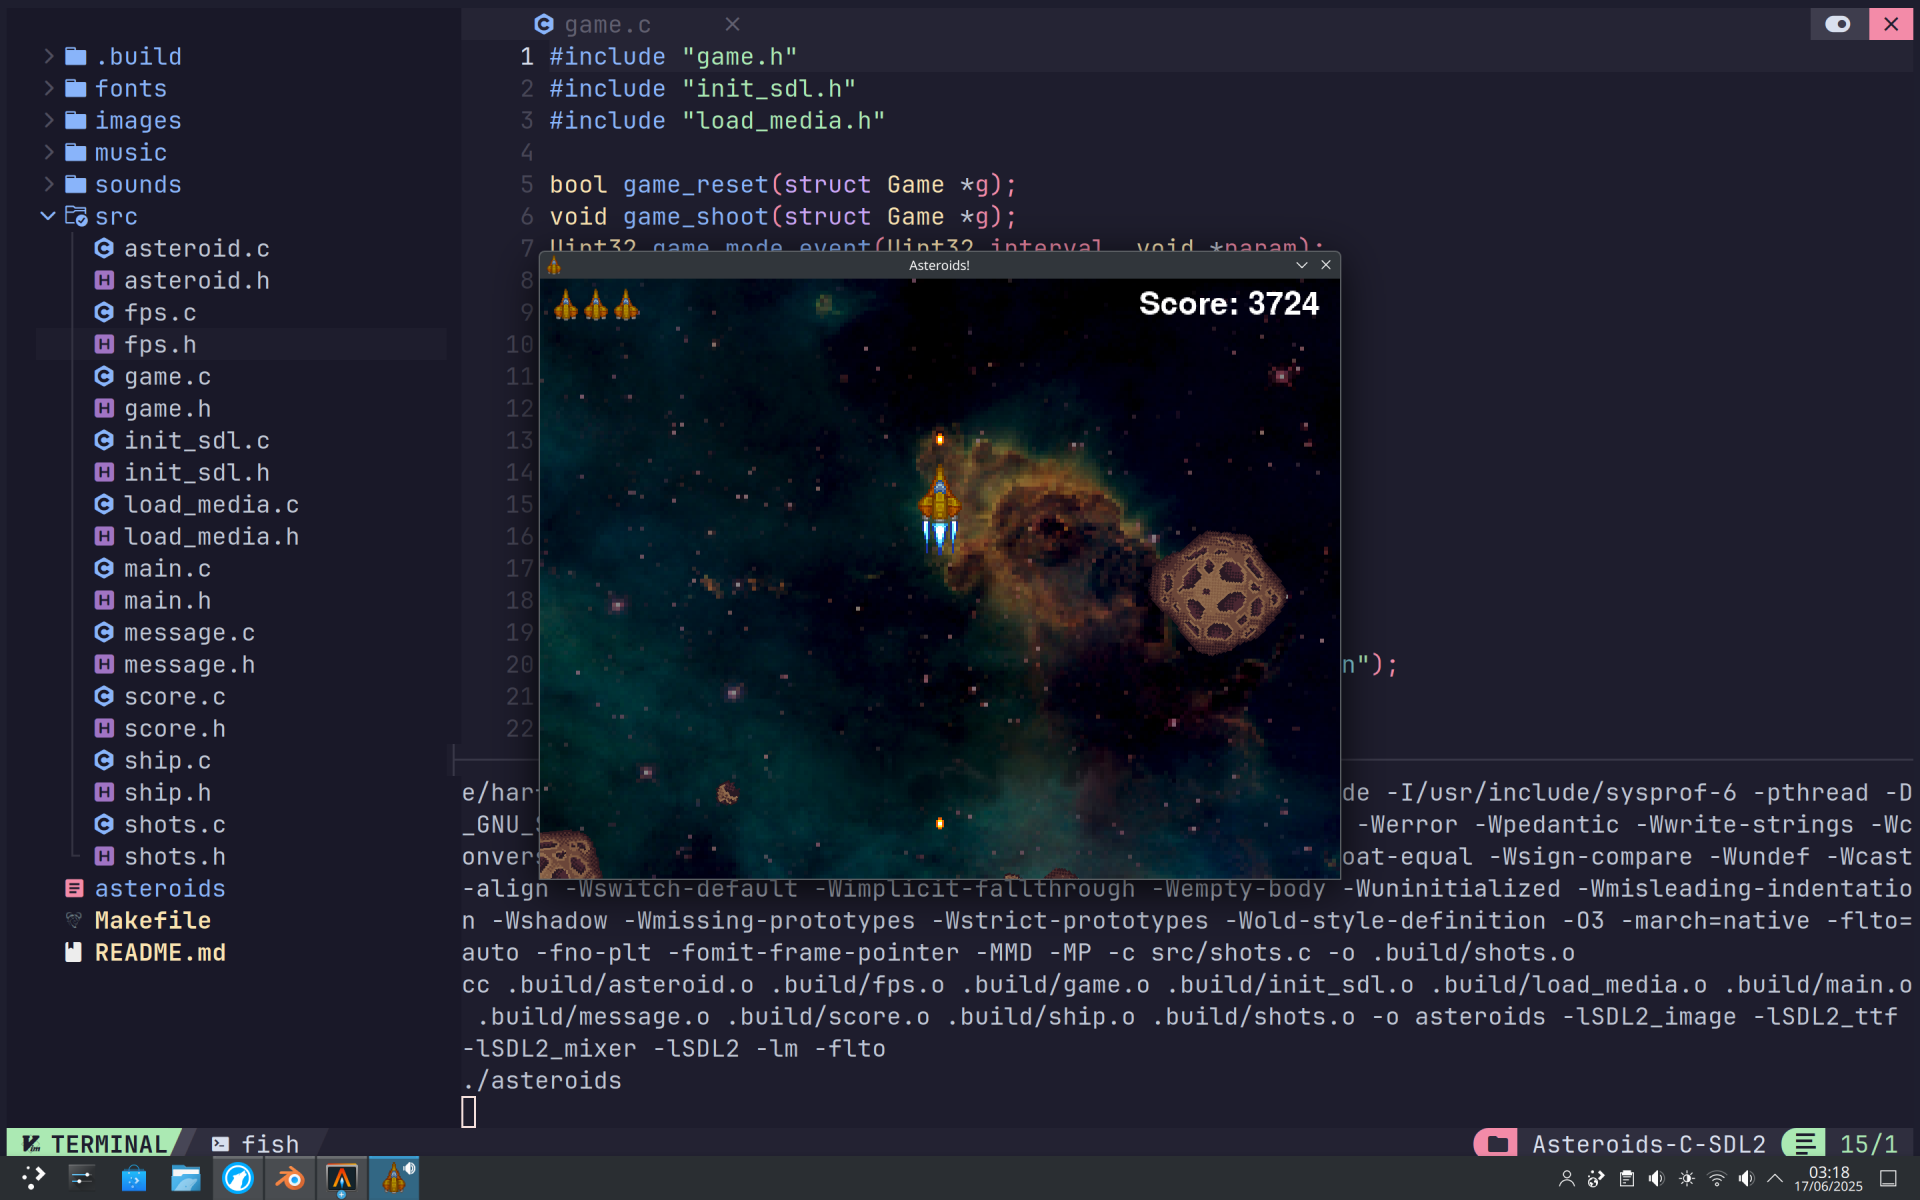 .build
fonts
images
music
sounds
src
asteroid.c
asteroid.h
fps.c
fps.h
game.c
game.h
init_sdl.c
init_sdl.h
load_media.c
load_media.h
main.c
main.h
message.c
message.h
score.c
score.h
ship.c
ship.h
shots.c
shots.h
asteroids
Makefile
README.md
game.c
1 #include "game.h"
2 #include "init_sdl.h"
3 #include "load_media.h"
4
5 bool game_reset(struct Game *g);
6 void game_shoot(struct Game *g);
7 Uint32 game_mode_event(Uint32 interval, void *param);
8
9
10
11
12
13
14
15
16
17
18
19
20 n");
21
22
Asteroids!
Score: 3724
e/har de -I/usr/include/sysprof-6 -pthread -D
_GNU_ -Werror -Wpedantic -Wwrite-strings -Wc
onver oat-equal -Wsign-compare -Wundef -Wcast
-align -Wswitch-default -Wimplicit-fallthrough -Wempty-body -Wuninitialized -Wmisleading-indentatio
n -Wshadow -Wmissing-prototypes -Wstrict-prototypes -Wold-style-definition -O3 -march=native -flto=
auto -fno-plt -fomit-frame-pointer -MMD -MP -c src/shots.c -o .build/shots.o
cc .build/asteroid.o .build/fps.o .build/game.o .build/init_sdl.o .build/load_media.o .build/main.o
.build/message.o .build/score.o .build/ship.o .build/shots.o -o asteroids -lSDL2_image -lSDL2_ttf
-lSDL2_mixer -lSDL2 -lm -flto
./asteroids
TERMINAL fish Asteroids-C-SDL2 15/1
03:18
17/06/2025